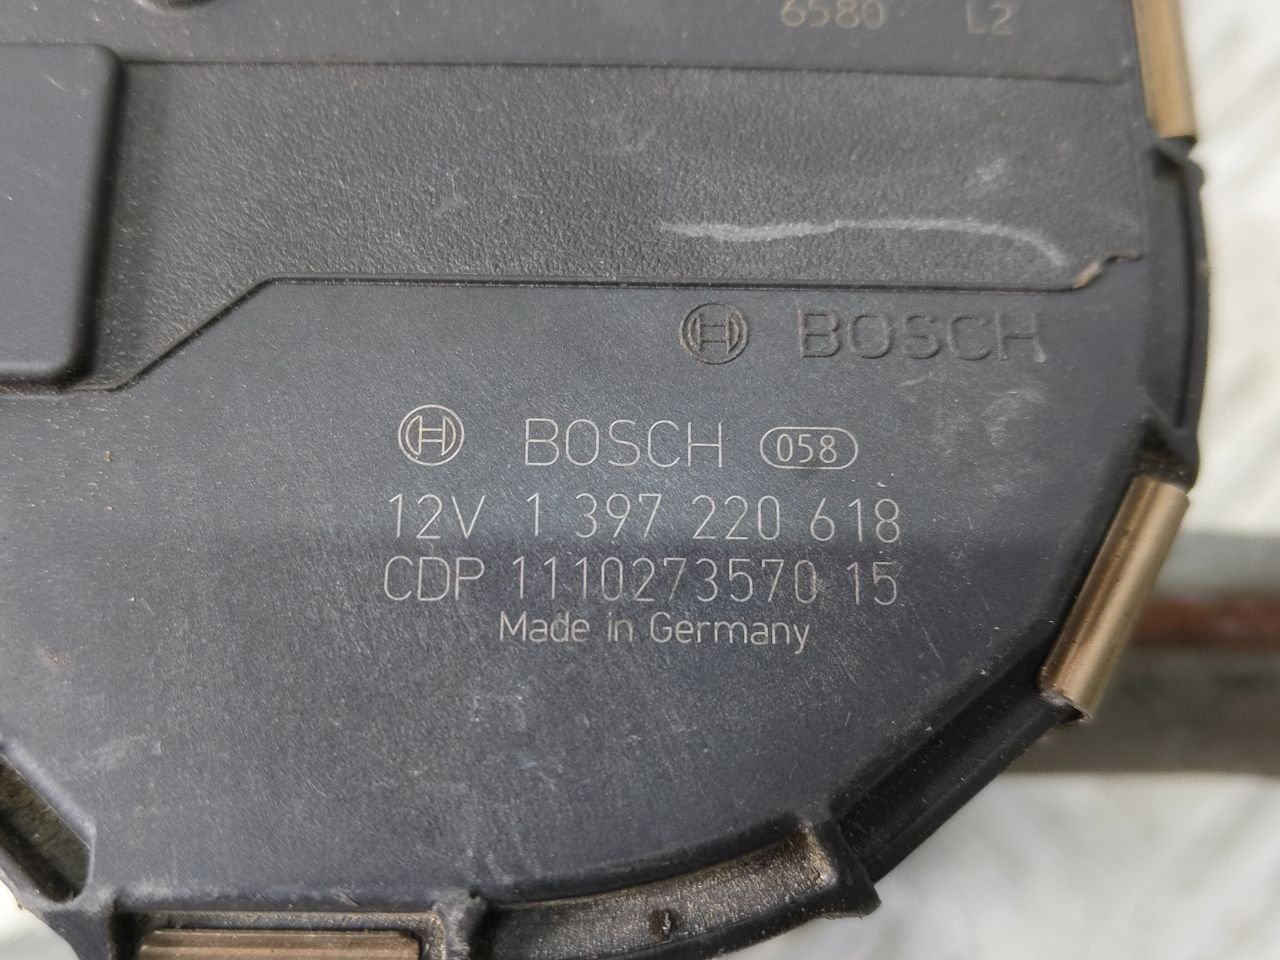 6580 L2
BOSCH
BOSCH 058
12V 1 397 220 618
CDP 1110273570 15
Made in Germany